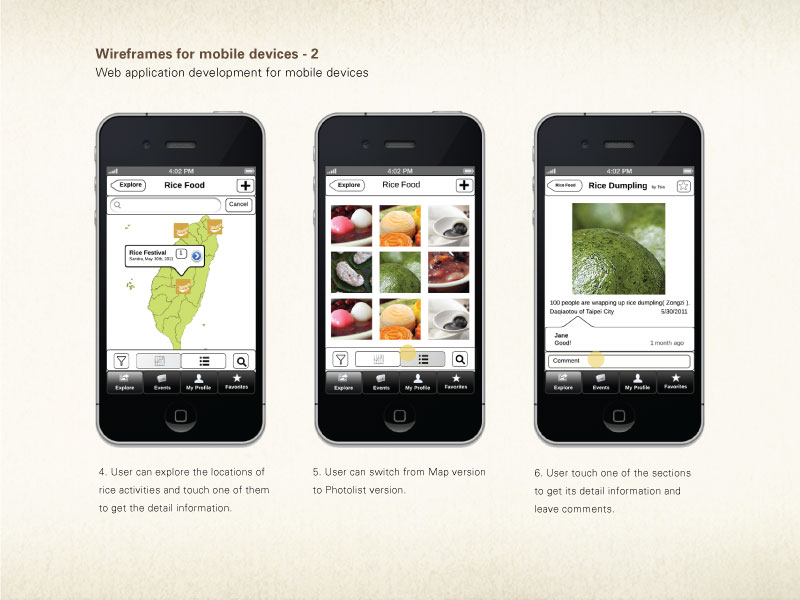 Wireframes for mobile devices - 2
Web application development for mobile devices
4:02 PM
Explore
Rice Food
Cancel
Rice Festival
1
Sandra, May 16th, 2011
Explore
Events
My Profile
Favorites
4. User can explore the locations of
rice activities and touch one of them
to get the detail information.
4:02 PM
Explore
Rice Food
Explore
Events
My Profile
Favorites
5. User can switch from Map version
to Photolist version.
4:02 PM
Rice Food
Rice Dumpling
100 people are wrapping up rice dumpling( Zongzi ).
Daqiaotou of Taipei City 5/30/2011
Jane
Good! 1 month ago
Comment
Explore
Events
My Profile
Favorites
6. User touch one of the sections
to get its detail information and
leave comments.